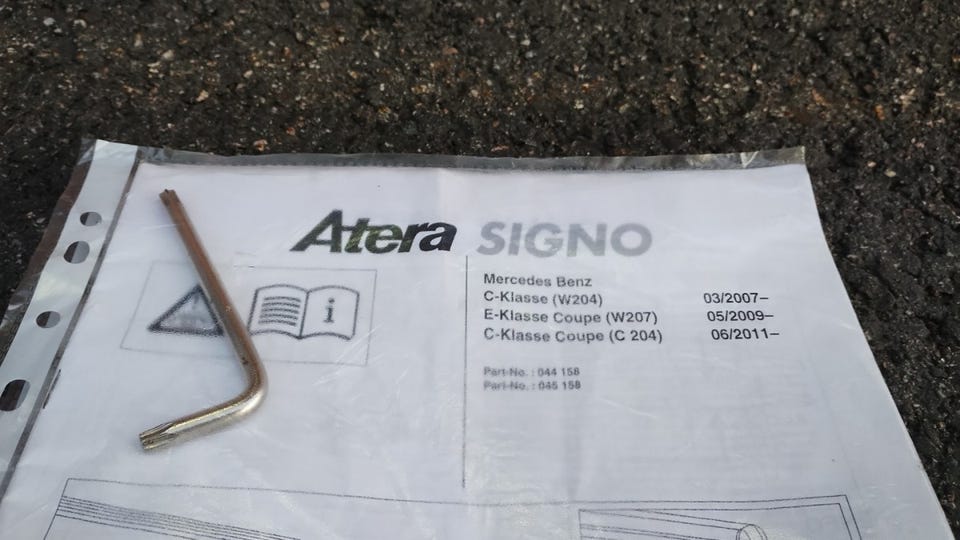 Atera SIGNO
Mercedes Benz
C-Klasse (W204) 03/2007–
E-Klasse Coupe (W207) 05/2009–
C-Klasse Coupe (C 204) 06/2011–
Part-No. : 044 158
Part-No. : 045 158